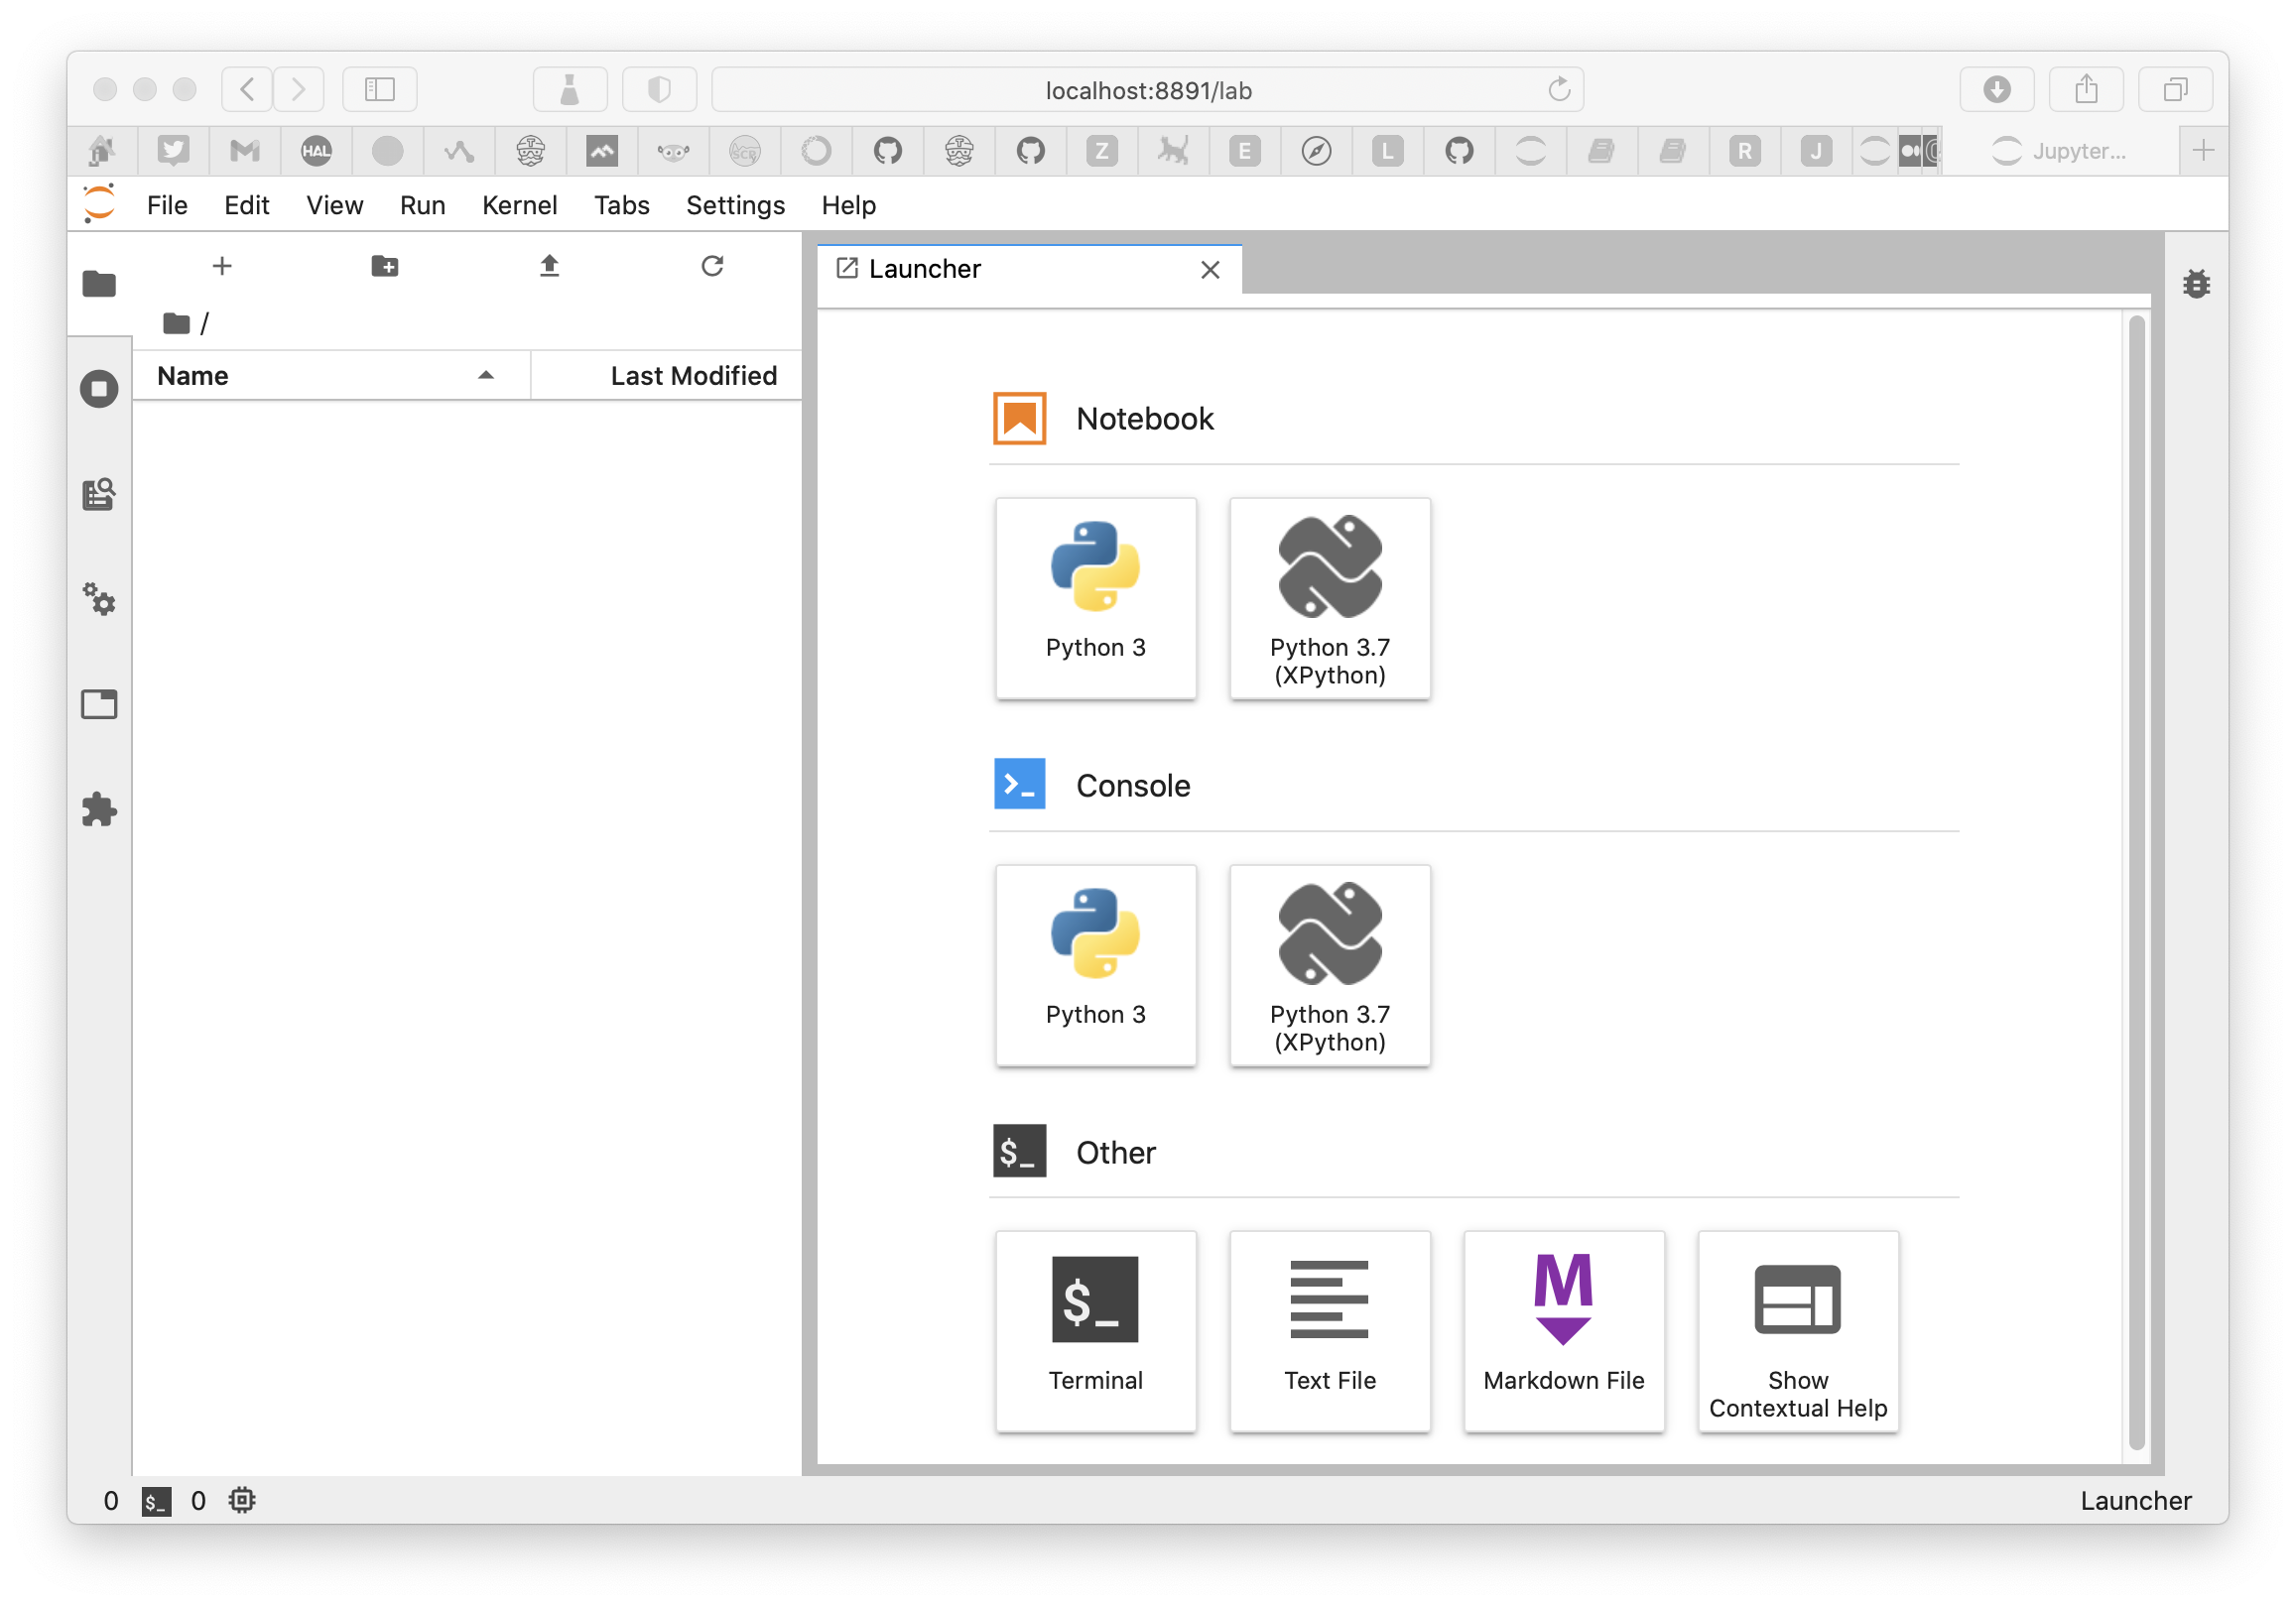 localhost:8891/lab
HAL
SCR
Z
E
L
R
J
Jupyter...
File Edit View Run Kernel Tabs Settings Help
Launcher
/
Name Last Modified
Notebook
Python 3
Python 3.7
(XPython)
Console
Python 3
Python 3.7
(XPython)
$_ Other
$_
Terminal
Text File
M
Markdown File
Show
Contextual Help
0 $_ 0
Launcher